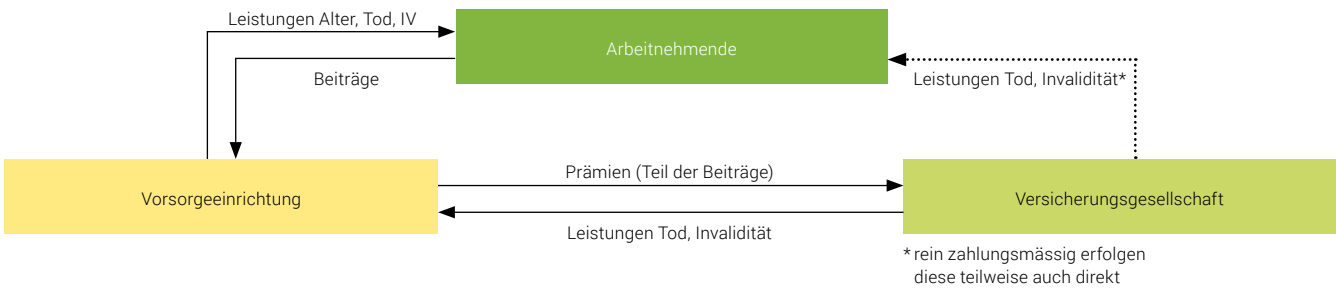 Leistungen Alter, Tod, IV
Arbeitnehmende
Beiträge
Leistungen Tod, Invalidität*
Vorsorgeeinrichtung
Prämien (Teil der Beiträge)
Versicherungsgesellschaft
Leistungen Tod, Invalidität
* rein zahlungsmässig erfolgen
diese teilweise auch direkt